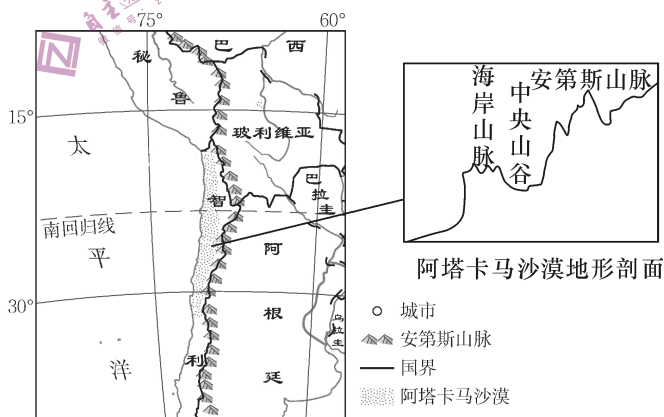 75° 60°
秘 巴 西
鲁
15°
玻利维亚
太
巴
拉
圭
智
南回归线
平
阿
30°
根
乌
拉
圭
洋
利
廷
海岸山脉
中央山谷
安第斯山脉
阿塔卡马沙漠地形剖面
城市
安第斯山脉
国界
阿塔卡马沙漠